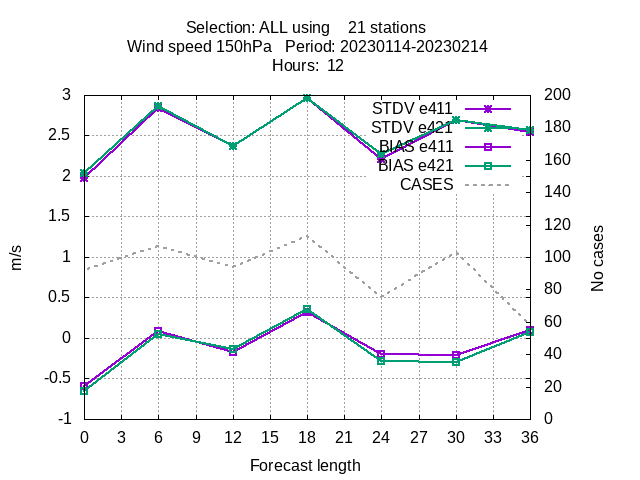 Selection: ALL using    21 stations
Wind speed 150hPa   Period: 20230114-20230214
Hours:  12
3
2.5
2
1.5
1
0.5
0
-0.5
-1
m/s
STDV e411
STDV e421
BIAS e411
BIAS e421
CASES
200
180
160
140
120
100
80
60
40
20
0
No cases
0 3 6 9 12 15 18 21 24 27 30 33 36
Forecast length